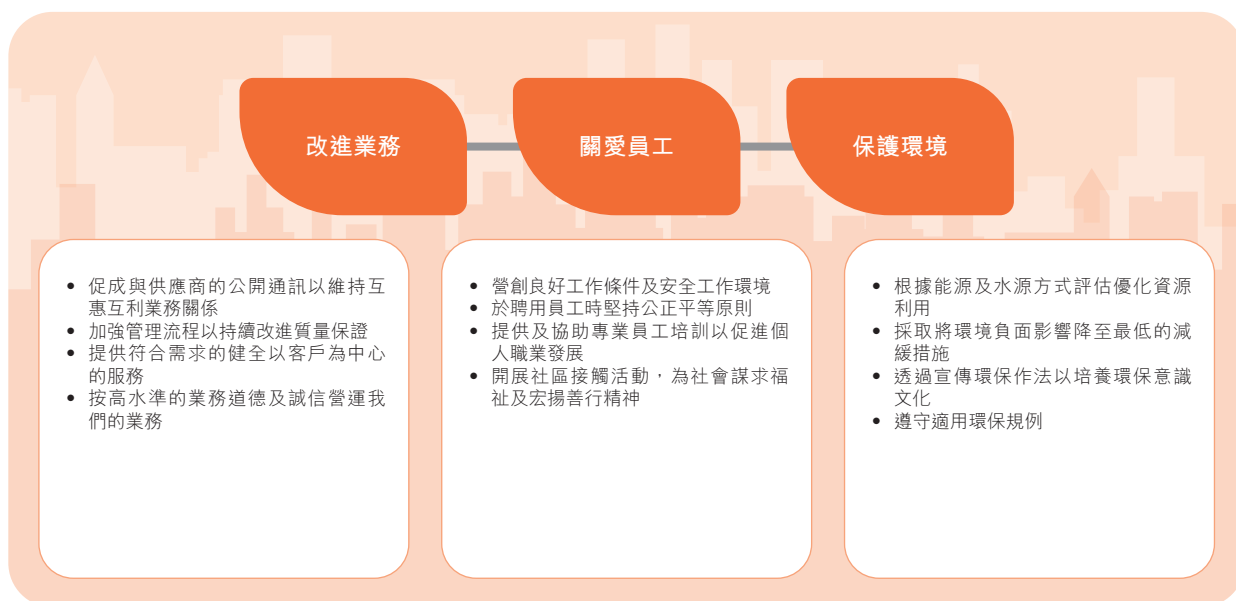 改進業務
關愛員工
保護環境
• 促成與供應商的公開通訊以維持互
惠互利業務關係
• 加強管理流程以持續改進質量保證
• 提供符合需求的健全以客戶為中心
的服務
• 按高水準的業務道德及誠信營運我
們的業務
• 營創良好工作條件及安全工作環境
• 於聘用員工時堅持公正平等原則
• 提供及協助專業員工培訓以促進個
人職業發展
• 開展社區接觸活動，為社會謀求福
祉及宏揚善行精神
• 根據能源及水源方式評估優化資源
利用
• 採取將環境負面影響降至最低的減
緩措施
• 透過宣傳環保作法以培養環保意識
文化
• 遵守適用環保規例